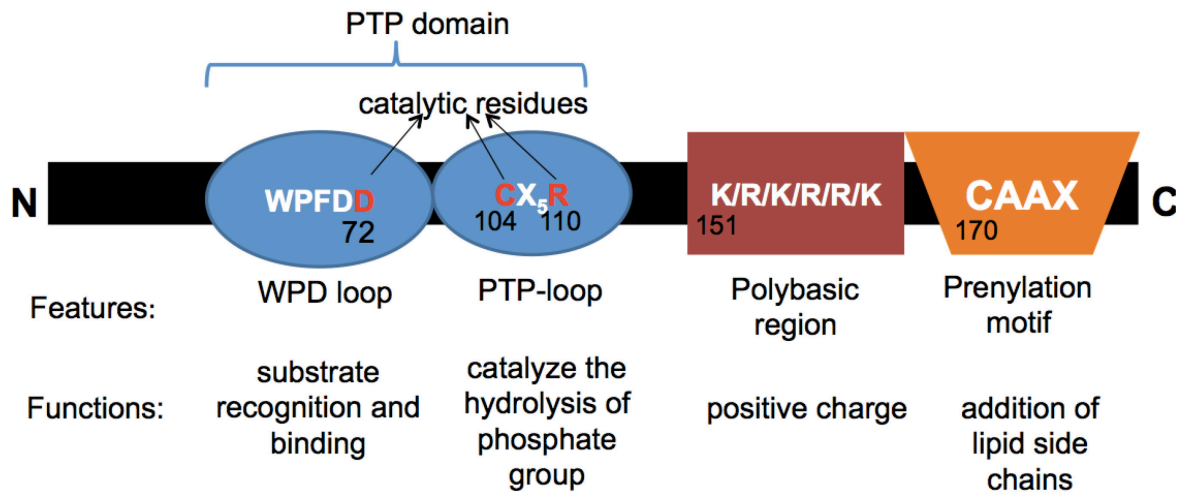 PTP domain
catalytic residues
N
WPFDD
72
CX5R
104 110
K/R/K/R/R/K
151
CAAX
170
C
Features:
WPD loop
PTP-loop
Polybasic
region
Prenylation
motif
Functions:
substrate
recognition and
binding
catalyze the
hydrolysis of
phosphate
group
positive charge
addition of
lipid side
chains